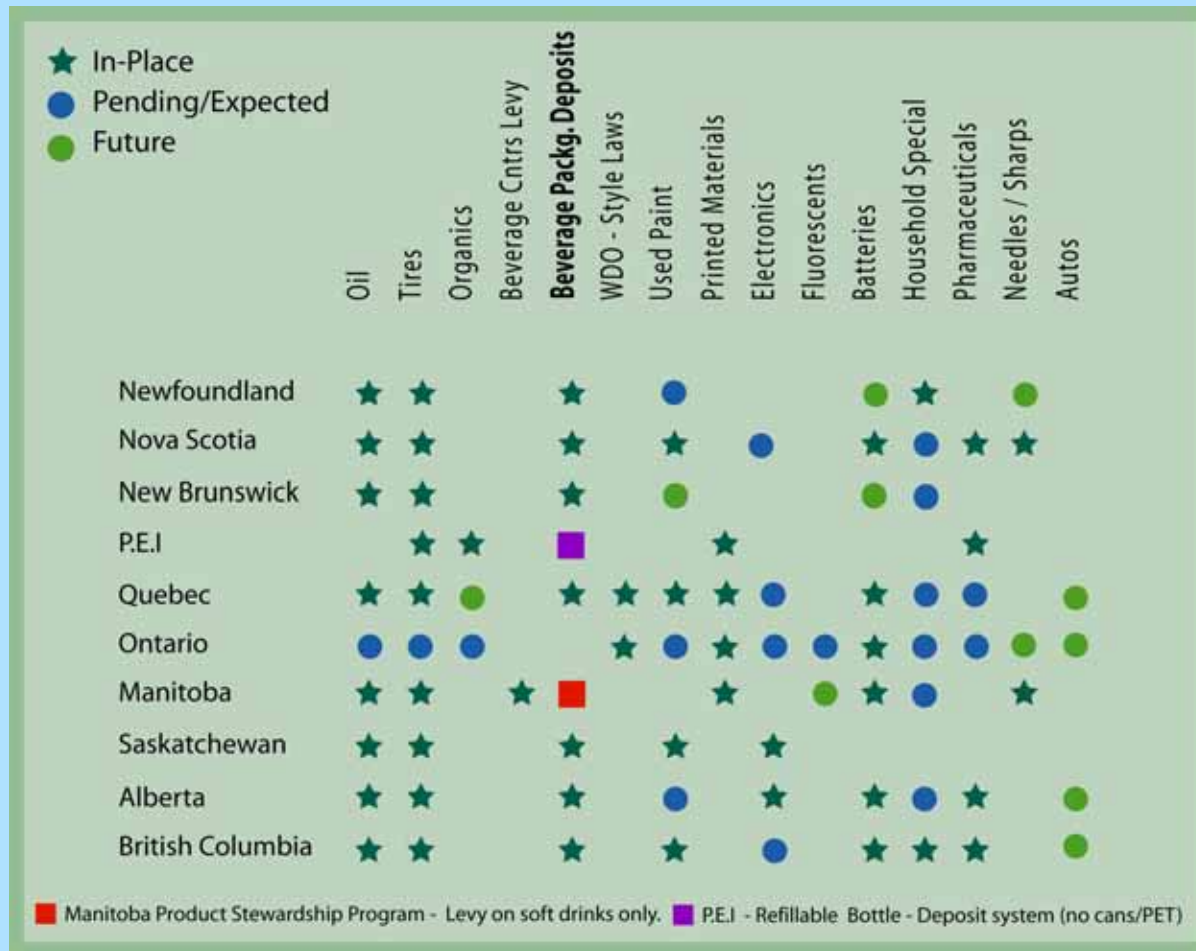 In-Place
Pending/Expected
Future
Oil
Tires
Organics
Beverage Cntrs Levy
Beverage Packg. Deposits
WDO - Style Laws
Used Paint
Printed Materials
Electronics
Fluorescents
Batteries
Household Special
Pharmaceuticals
Needles / Sharps
Autos
Newfoundland
Nova Scotia
New Brunswick
P.E.I
Quebec
Ontario
Manitoba
Saskatchewan
Alberta
British Columbia
Manitoba Product Stewardship Program - Levy on soft drinks only. P.E.I - Refillable Bottle - Deposit system (no cans/PET)